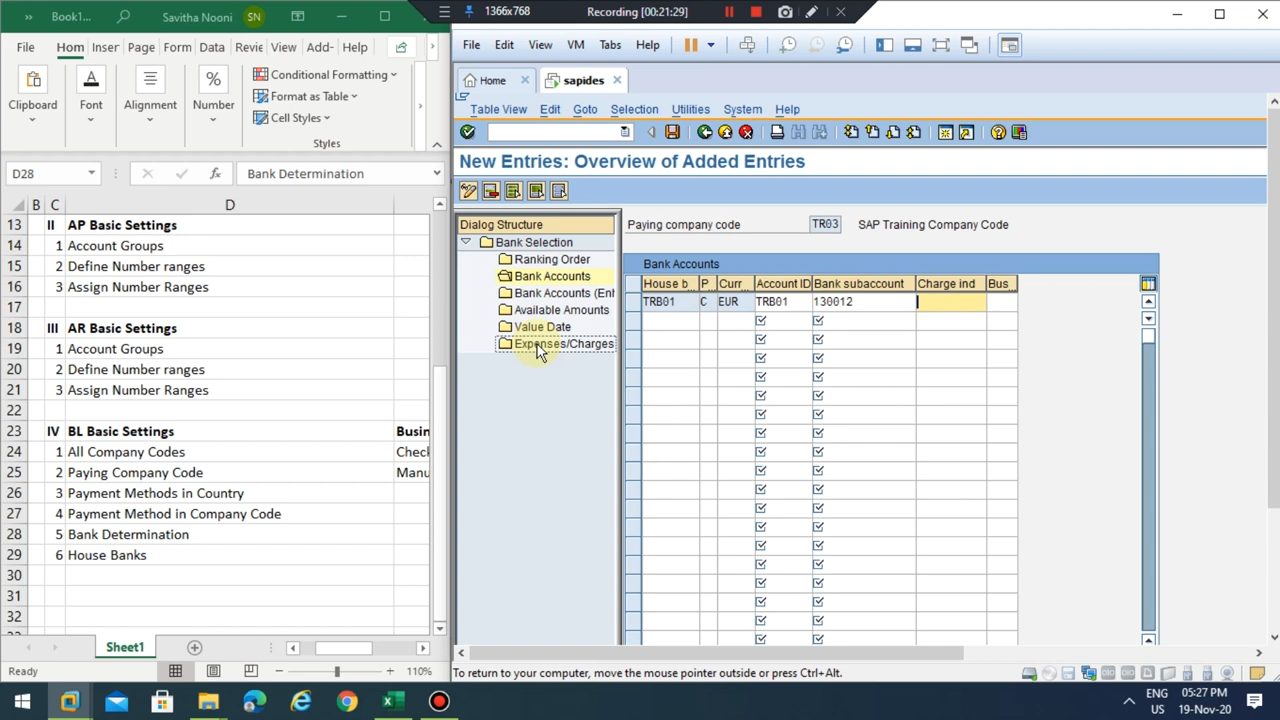 Book1...
Savitha Nooni
SN
1366x768
Recording [00:21:29]
File
Hom
Inser
Page
Form
Data
Revie
View
Add-
Help
Clipboard
Font
Alignment
Number
Conditional Formatting
Format as Table
Cell Styles
Styles
D28
fx
Bank Determination
B
C
D
13 II AP Basic Settings
14 1 Account Groups
15 2 Define Number ranges
16 3 Assign Number Ranges
17
18 III AR Basic Settings
19 1 Account Groups
20 2 Define Number ranges
21 3 Assign Number Ranges
22
23 IV BL Basic Settings Busin
24 1 All Company Codes Check
25 2 Paying Company Code Manu
26 3 Payment Methods in Country
27 4 Payment Method in Company Code
28 5 Bank Determination
29 6 House Banks
30
31
32
Sheet1
Ready
110%
File Edit View VM Tabs Help
Home
sapides
Table View Edit Goto Selection Utilities System Help
New Entries: Overview of Added Entries
Dialog Structure
Bank Selection
Ranking Order
Bank Accounts
Bank Accounts (Enh
Available Amounts
Value Date
Expenses/Charges
Paying company code TR03 SAP Training Company Code
Bank Accounts
House b... P... Curr... Account ID Bank subaccount Charge ind Bus...
TRB01 C EUR TRB01 130012
To return to your computer, move the mouse pointer outside or press Ctrl+Alt.
ENG
US
05:27 PM
19-Nov-20